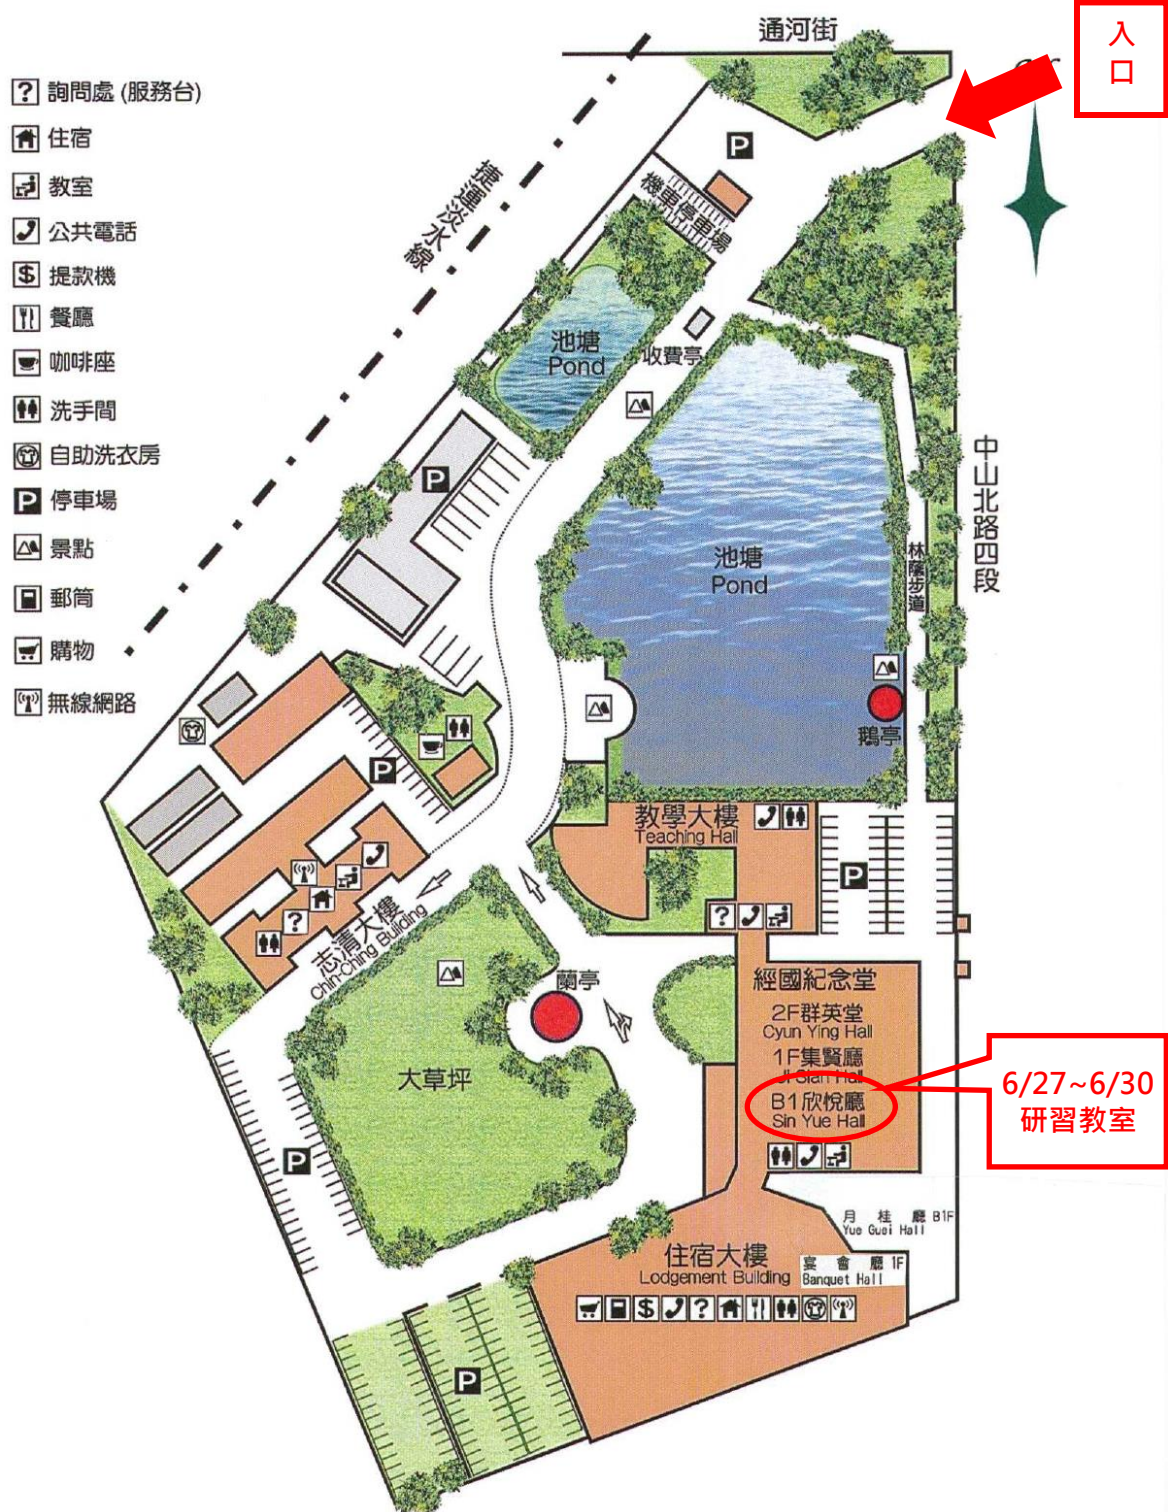 通河街
入
口
? 詢問處 (服務台)
住宿
教室
公共電話
$ 提款機
餐廳
咖啡座
洗手間
自助洗衣房
P 停車場
景點
郵筒
購物
無線網路
捷運淡水線
P
機車停車場
池塘
Pond
收費亭
P
池塘
Pond
中山北路四段
林蔭步道
鵝亭
P
教學大樓
Teaching Hall
P
?
?
志清大樓
Chih-Ching Building
蘭亭
大草坪
經國紀念堂
2F群英堂
Cyun Ying Hall
1F集賢廳
Ji Sian Hall
B1欣悅廳
Sin Yue Hall
6/27~6/30
研習教室
P
月桂廳 B1F
Yue Guei Hall
住宿大樓
Lodgement Building
宴會廳 1F
Banquet Hall
$ ?
P